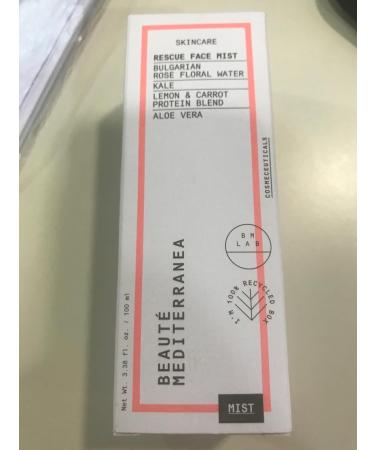 SKINCARE
RESCUE FACE MIST
BULGARIAN
ROSE FLORAL WATER
KALE
LEMON & CARROT
PROTEIN BLEND
ALOE VERA
COSMECEUTICALS
BM
LAB
I'M 100% RECYCLED BOX
BEAUTÉ
MEDITERRANEA
Net Wt. 3.38 fl. oz. / 100 ml
MIST